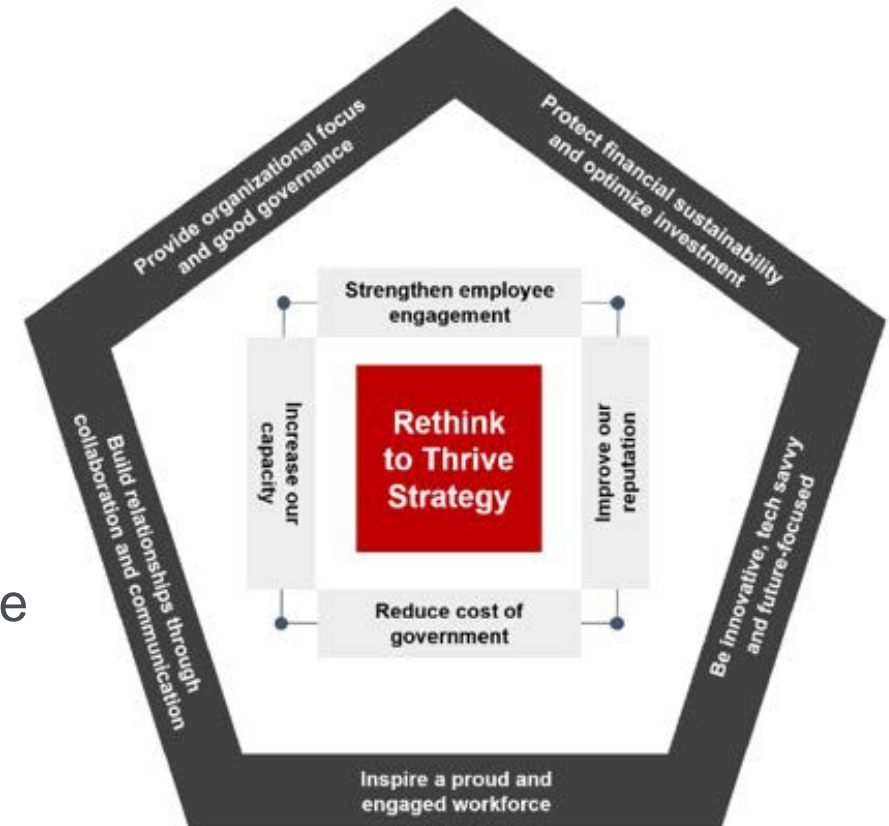 Provide organizational focus
and good governance
Protect financial sustainability
and optimize investment
Strengthen employee
engagement
Increase our
capacity
Rethink
to Thrive
Strategy
Improve our
reputation
Reduce cost of
government
Build relationships through
collaboration and communication
Be innovative, tech savvy
and future-focused
e
Inspire a proud and
engaged workforce